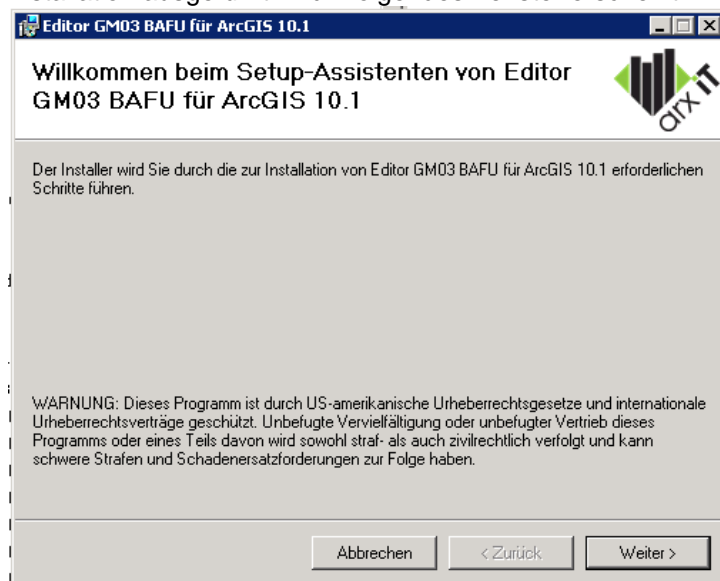 Editor GM03 BAFU für ArcGIS 10.1
Willkommen beim Setup-Assistenten von Editor
GM03 BAFU für ArcGIS 10.1
arx iT
Der Installer wird Sie durch die zur Installation von Editor GM03 BAFU für ArcGIS 10.1 erforderlichen
Schritte führen.
WARNUNG: Dieses Programm ist durch US-amerikanische Urheberrechtsgesetze und internationale
Urheberrechtsverträge geschützt. Unbefugte Vervielfältigung oder unbefugter Vertrieb dieses
Programms oder eines Teils davon wird sowohl straf- als auch zivilrechtlich verfolgt und kann
schwere Strafen und Schadenersatzforderungen zur Folge haben.
Abbrechen
< Zurück
Weiter >